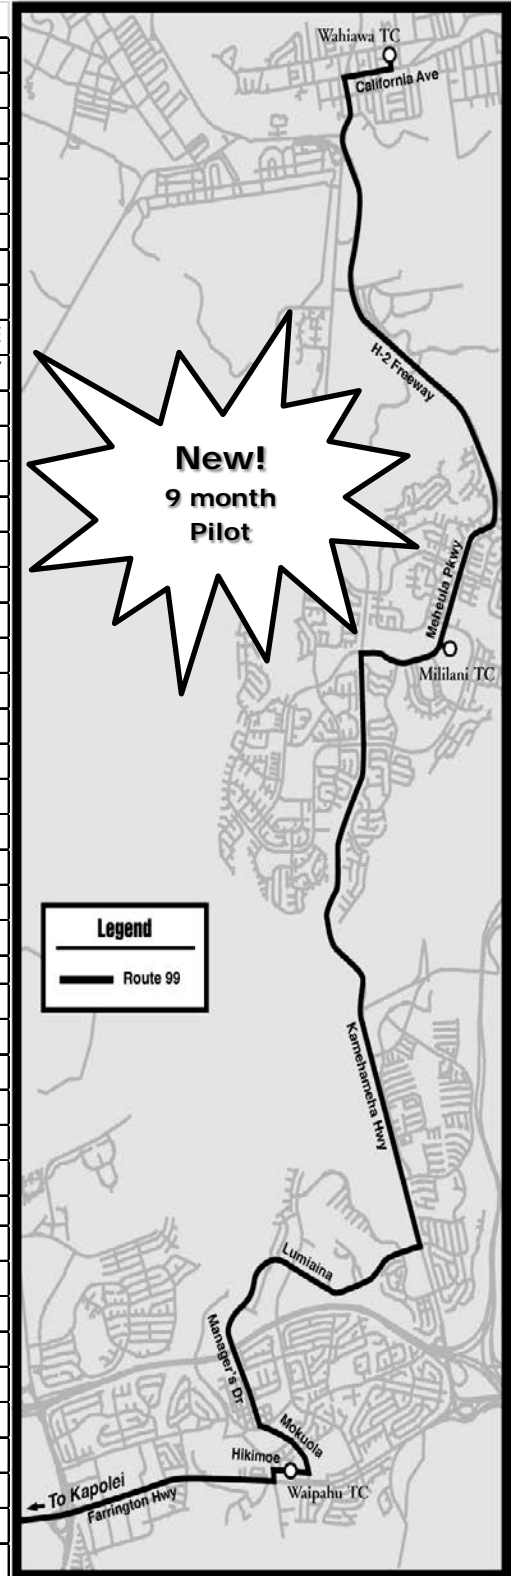 Wahiawa TC
California Ave
H-2 Freeway
New!
9 month
Pilot
Meheula Pkwy
Mililani TC
Legend
Route 99
Kamehameha Hwy
Lumiaina
Manager's Dr
Mokuola
Hikimoe
Waipahu TC
To Kapolei
Farrington Hwy